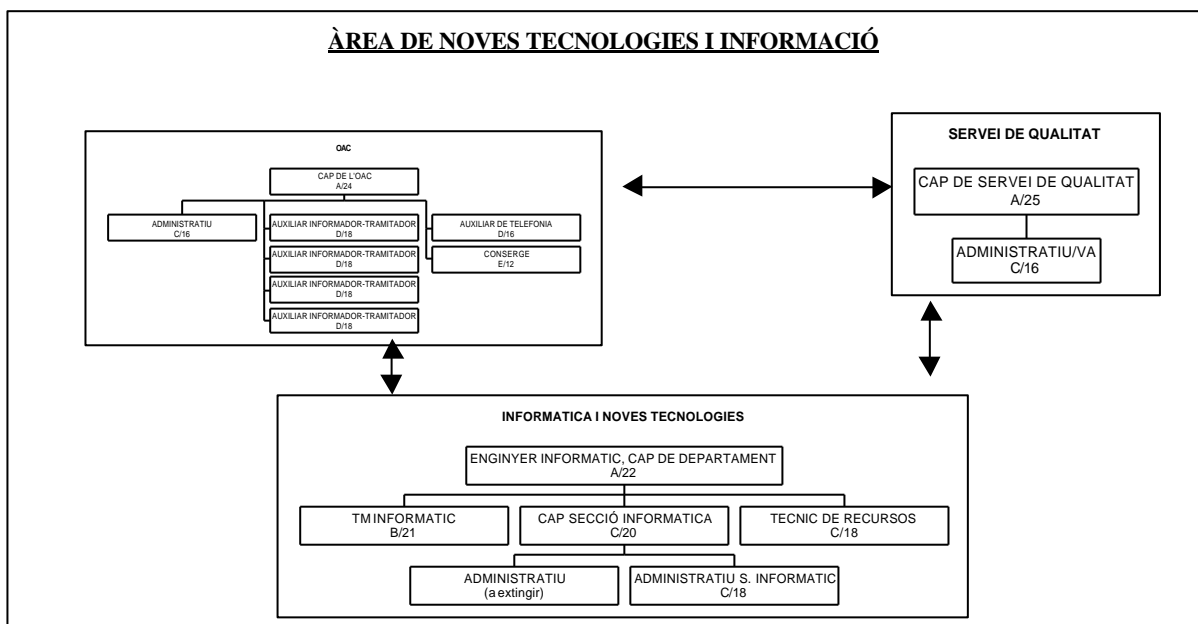 ÀREA DE NOVES TECNOLOGIES I INFORMACIÓ
OAC
CAP DE L'OAC
A/24
ADMINISTRATIU
C/16
AUXILIAR INFORMADOR-TRAMITADOR
D/18
AUXILIAR DE TELEFONIA
D/16
AUXILIAR INFORMADOR-TRAMITADOR
D/18
CONSERGE
E/12
AUXILIAR INFORMADOR-TRAMITADOR
D/18
AUXILIAR INFORMADOR-TRAMITADOR
D/18
SERVEI DE QUALITAT
CAP DE SERVEI DE QUALITAT
A/25
ADMINISTRATIU/VA
C/16
INFORMATICA I NOVES TECNOLOGIES
ENGINYER INFORMATIC, CAP DE DEPARTAMENT
A/22
TM INFORMATIC
B/21
CAP SECCIÓ INFORMATICA
C/20
TECNIC DE RECURSOS
C/18
ADMINISTRATIU
(a extingir)
ADMINISTRATIU S. INFORMATIC
C/18